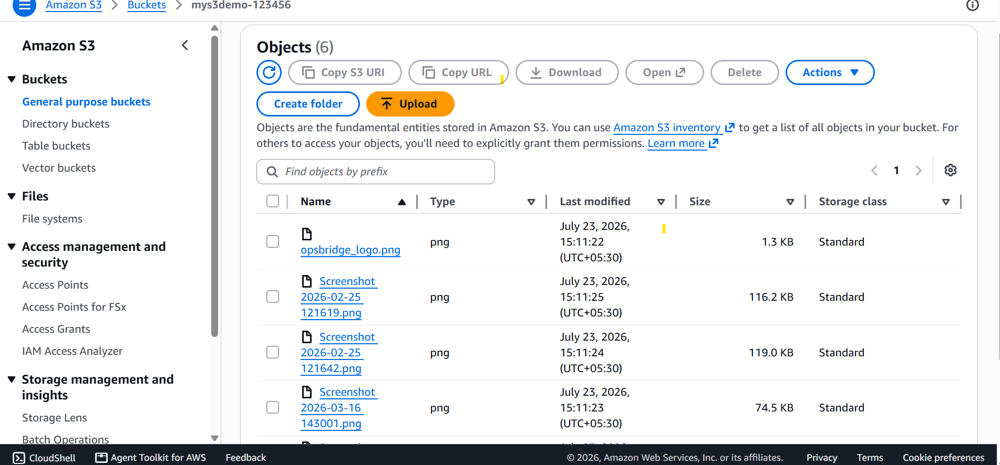 Amazon S3 > Buckets > mys3demo-123456
Amazon S3
Buckets
General purpose buckets
Directory buckets
Table buckets
Vector buckets
Files
File systems
Access management and
security
Access Points
Access Points for FSx
Access Grants
IAM Access Analyzer
Storage management and
insights
Storage Lens
Batch Operations
Objects (6)
Copy S3 URI Copy URL Download Open Delete Actions
Create folder Upload
Objects are the fundamental entities stored in Amazon S3. You can use Amazon S3 inventory to get a list of all objects in your bucket. For
others to access your objects, you'll need to explicitly grant them permissions. Learn more
Find objects by prefix
1
Name Type Last modified Size Storage class
opsbridge_logo.png png July 23, 2026, 15:11:22 (UTC+05:30) 1.3 KB Standard
Screenshot 2026-02-25 121619.png png July 23, 2026, 15:11:25 (UTC+05:30) 116.2 KB Standard
Screenshot 2026-02-25 121642.png png July 23, 2026, 15:11:24 (UTC+05:30) 119.0 KB Standard
Screenshot 2026-03-16 143001.png png July 23, 2026, 15:11:23 (UTC+05:30) 74.5 KB Standard
CloudShell Agent Toolkit for AWS Feedback © 2026, Amazon Web Services, Inc. or its affiliates. Privacy Terms Cookie preferences